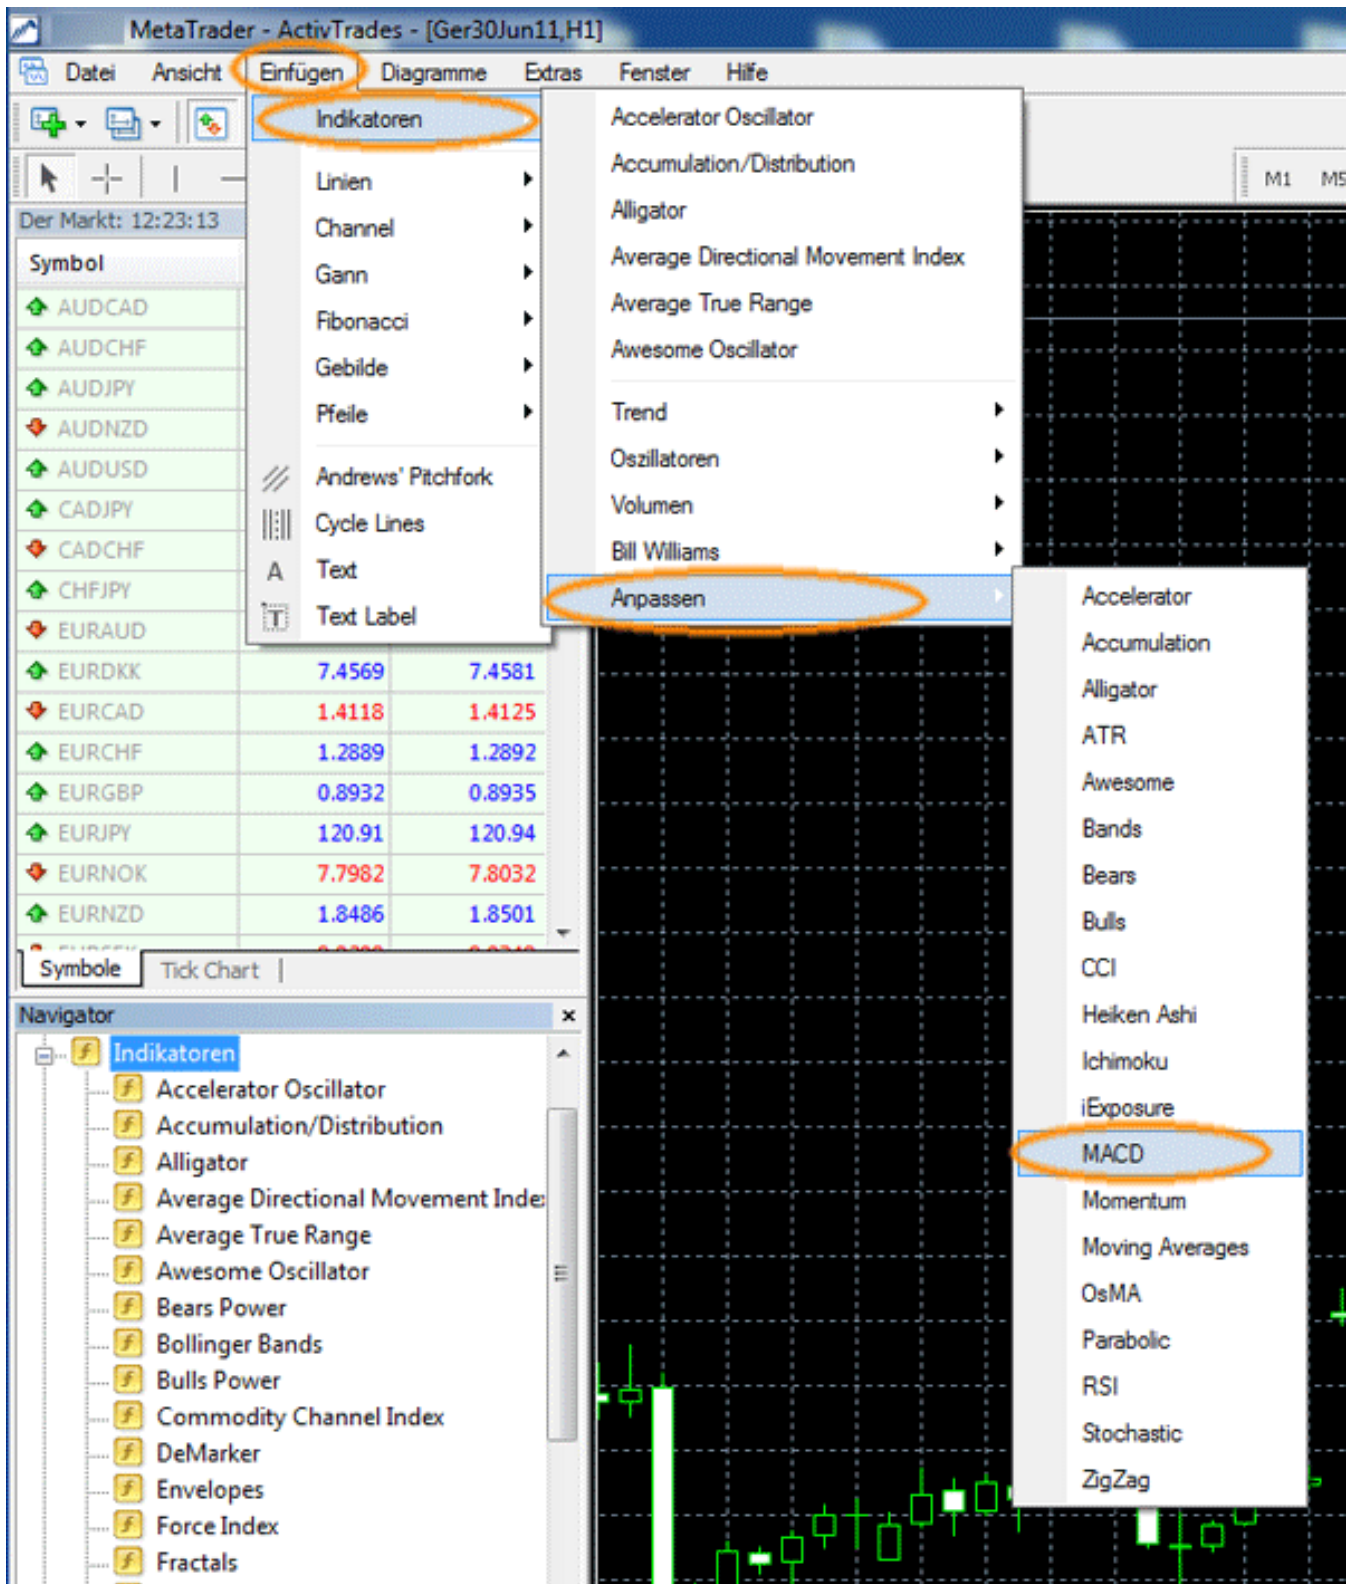 MetaTrader - ActivTrades - [Ger30Jun11,H1]
Datei Ansicht Einfügen Diagramme Extras Fenster Hilfe
Indikatoren
Linien
Channel
Gann
Fibonacci
Gebilde
Pfeile
Andrews' Pitchfork
Cycle Lines
A Text
T Text Label
Accelerator Oscillator
Accumulation/Distribution
Alligator
Average Directional Movement Index
Average True Range
Awesome Oscillator
Trend
Oszillatoren
Volumen
Bill Williams
Anpassen
Accelerator
Accumulation
Alligator
ATR
Awesome
Bands
Bears
Bulls
CCI
Heiken Ashi
Ichimoku
iExposure
MACD
Momentum
Moving Averages
OsMA
Parabolic
RSI
Stochastic
ZigZag
M1 M5
Der Markt: 12:23:13
Symbol
AUDCAD
AUDCHF
AUDJPY
AUDNZD
AUDUSD
CADJPY
CADCHF
CHFJPY
EURAUD
EURDKK 7.4569 7.4581
EURCAD 1.4118 1.4125
EURCHF 1.2889 1.2892
EURGBP 0.8932 0.8935
EURJPY 120.91 120.94
EURNOK 7.7982 7.8032
EURNZD 1.8486 1.8501
Symbole Tick Chart
Navigator
Indikatoren
Accelerator Oscillator
Accumulation/Distribution
Alligator
Average Directional Movement Inde
Average True Range
Awesome Oscillator
Bears Power
Bollinger Bands
Bulls Power
Commodity Channel Index
DeMarker
Envelopes
Force Index
Fractals